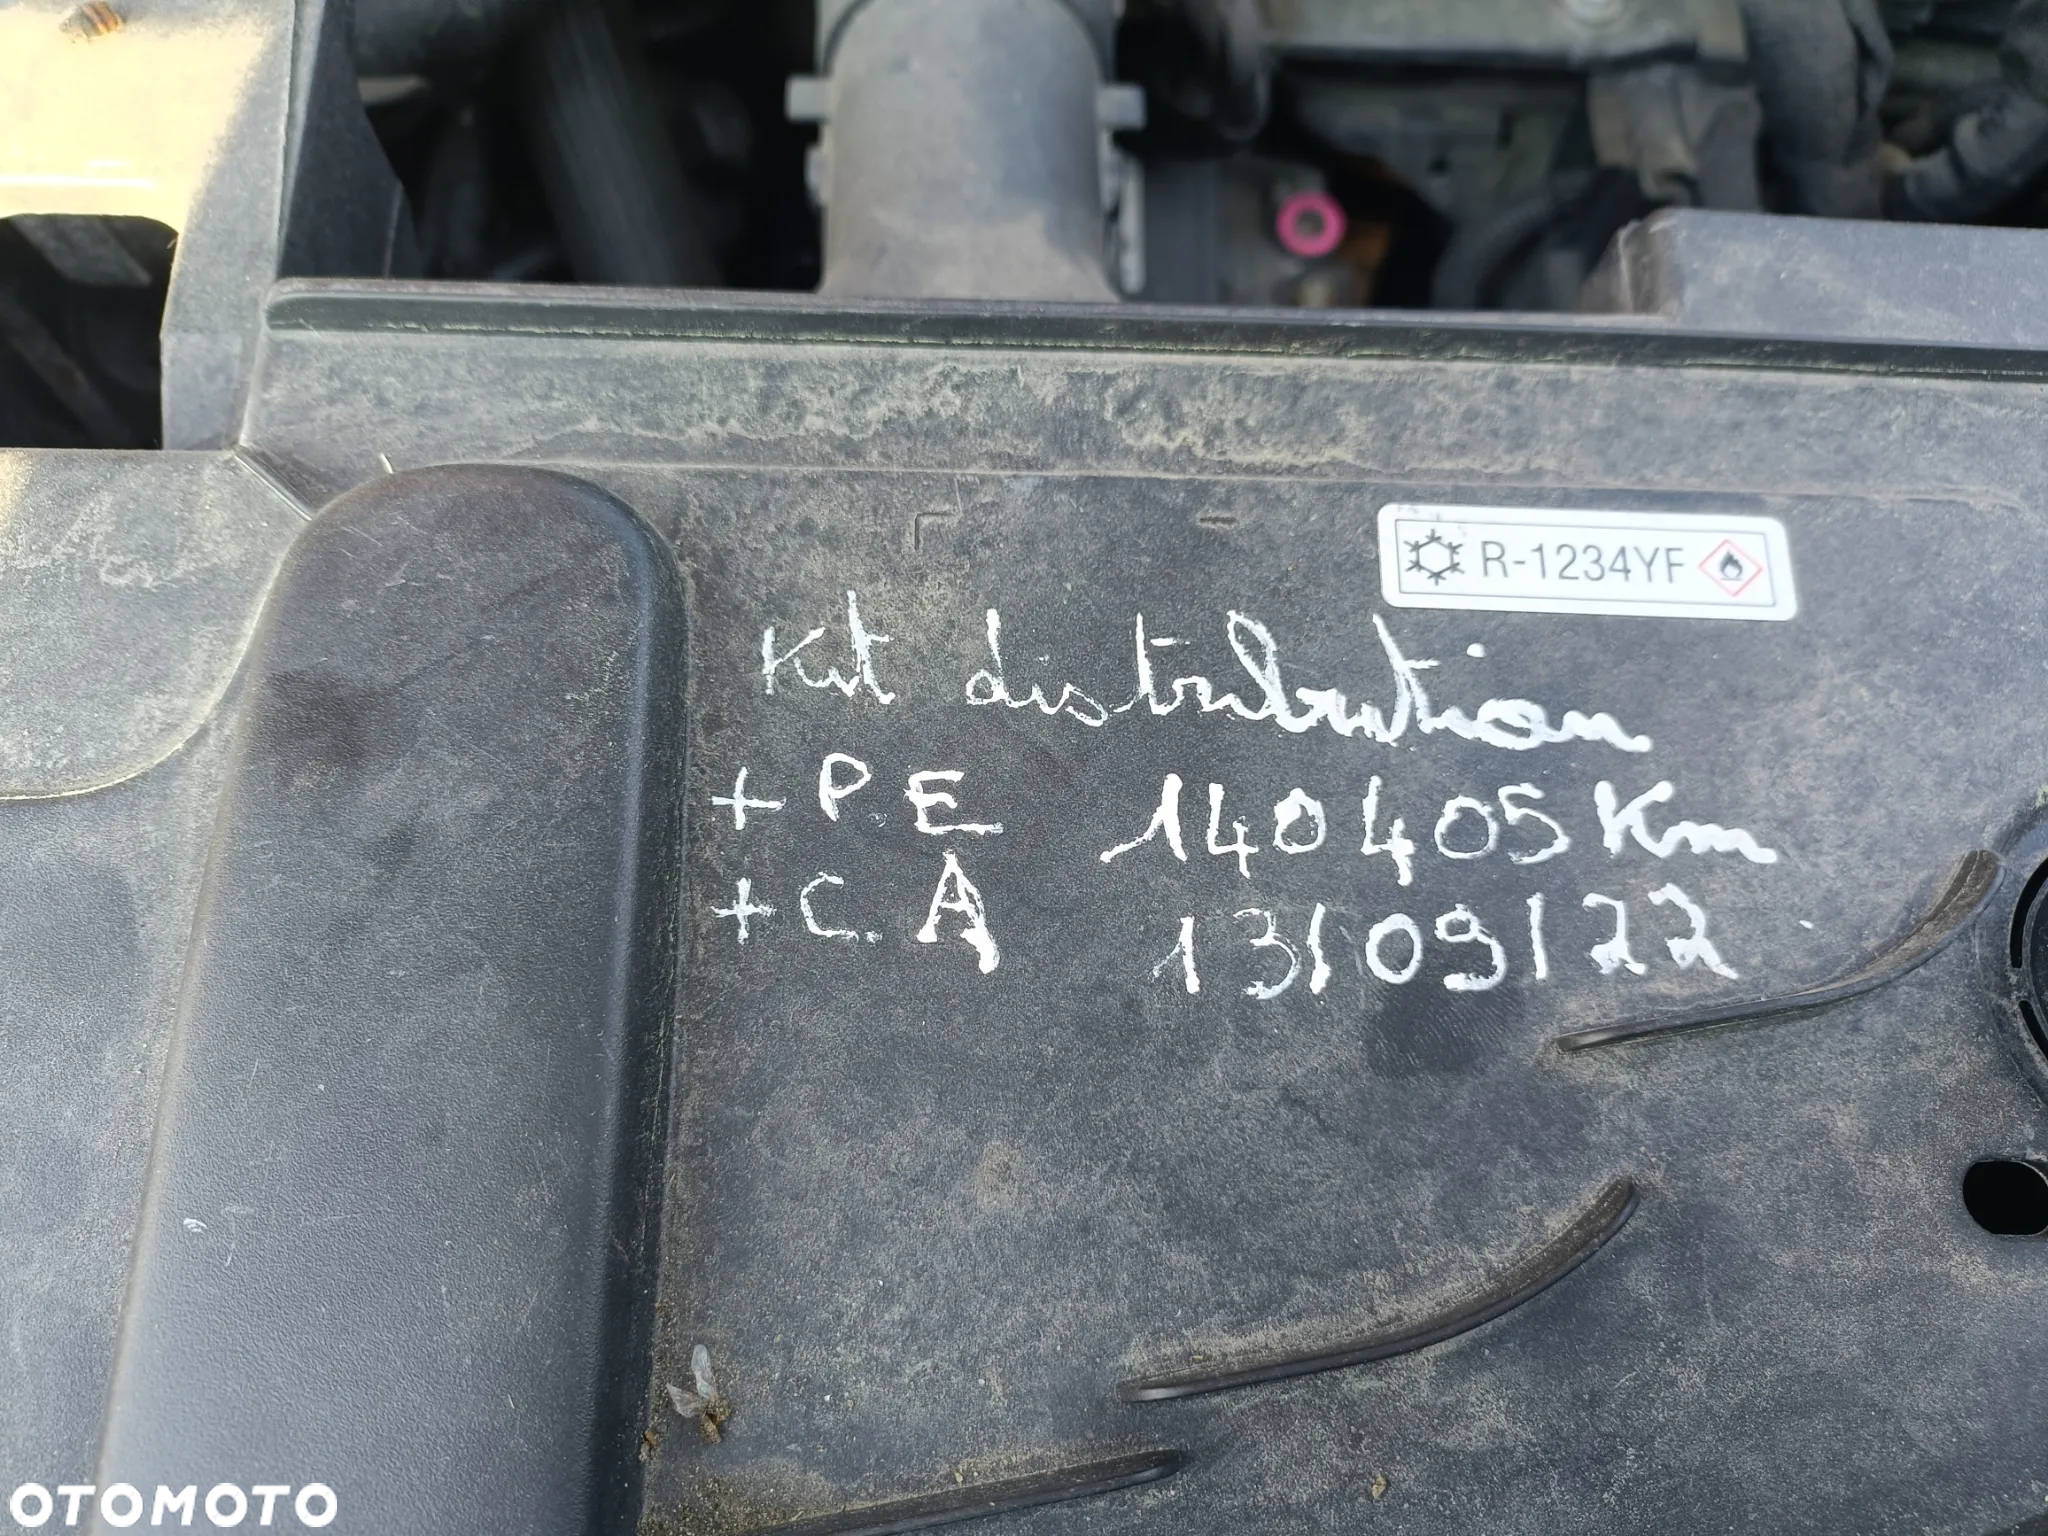 R-1234YF
Kit distribution
+ P.E 140405Km
+ C.A 13/09/22
OTOMOTO